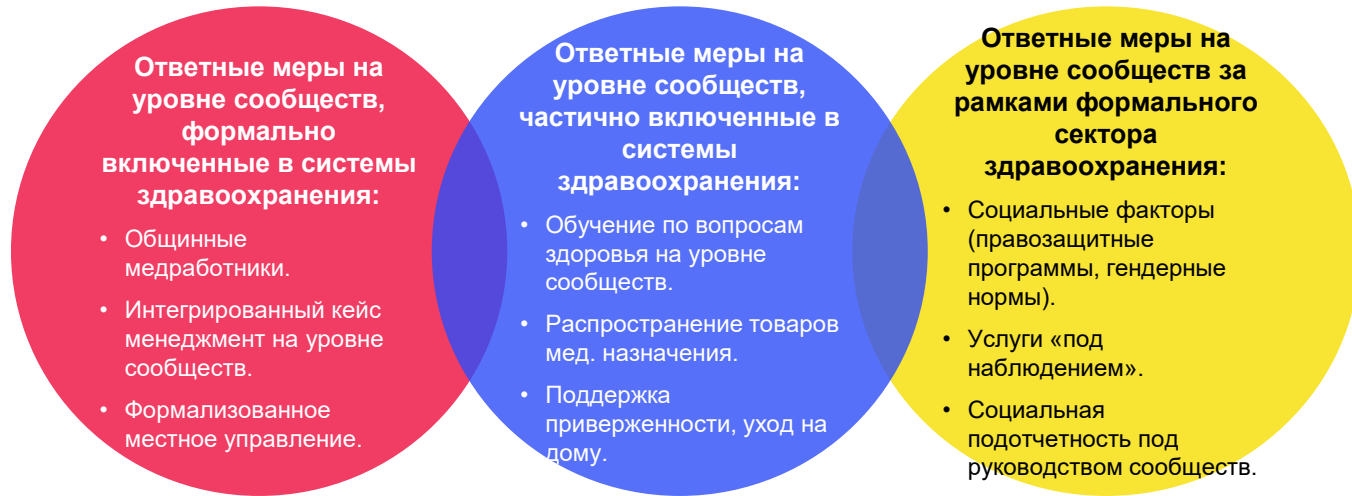 Ответные меры на
уровне сообществ,
формально
включенные в системы
здравоохранения:
• Общинные
медработники.
• Интегрированный кейс
менеджмент на уровне
сообществ.
• Формализованное
местное управление.
Ответные меры на
уровне сообществ,
частично включенные в
системы
здравоохранения:
• Обучение по вопросам
здоровья на уровне
сообществ.
• Распространение товаров
мед. назначения.
• Поддержка
приверженности, уход на
дому.
Ответные меры на
уровне сообществ за
рамками формального
сектора
здравоохранения:
• Социальные факторы
(правозащитные
программы, гендерные
нормы).
• Услуги «под
наблюдением».
• Социальная
подотчетность под
руководством сообществ.